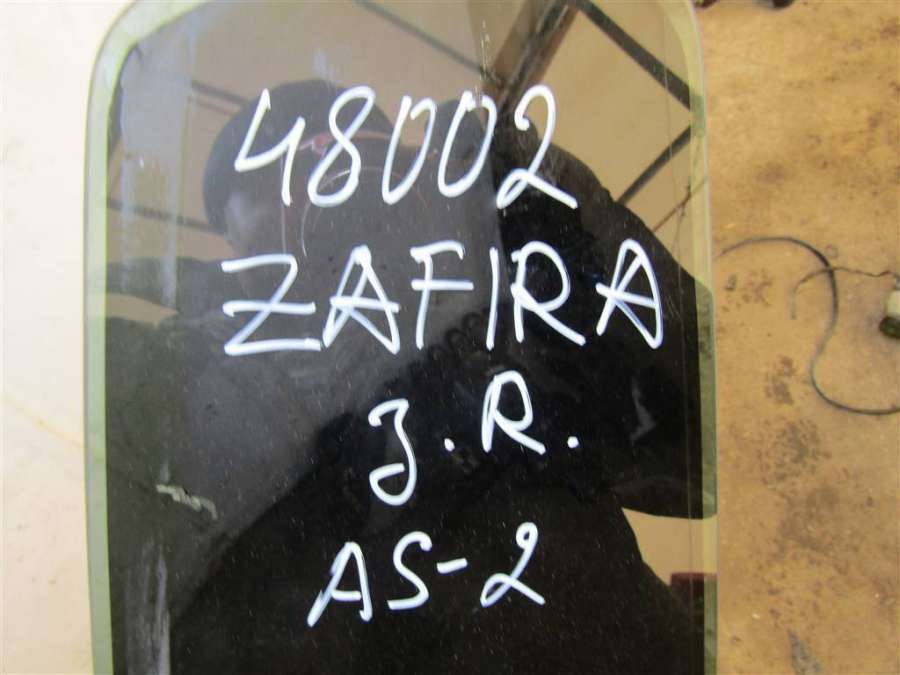 48002
ZAFIRA
З.R.
AS-2